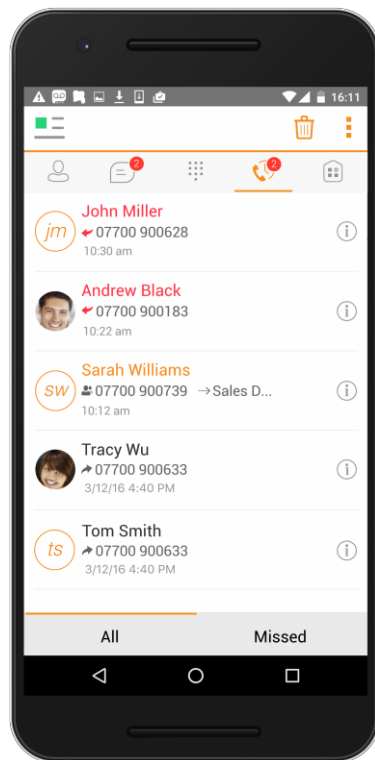 16:11
2
2
jm
John Miller
07700 900628
10:30 am
Andrew Black
07700 900183
10:22 am
sw
Sarah Williams
07700 900739 ⇢Sales D...
10:12 am
Tracy Wu
07700 900633
3/12/16 4:40 PM
ts
Tom Smith
07700 900633
3/12/16 4:40 PM
All Missed